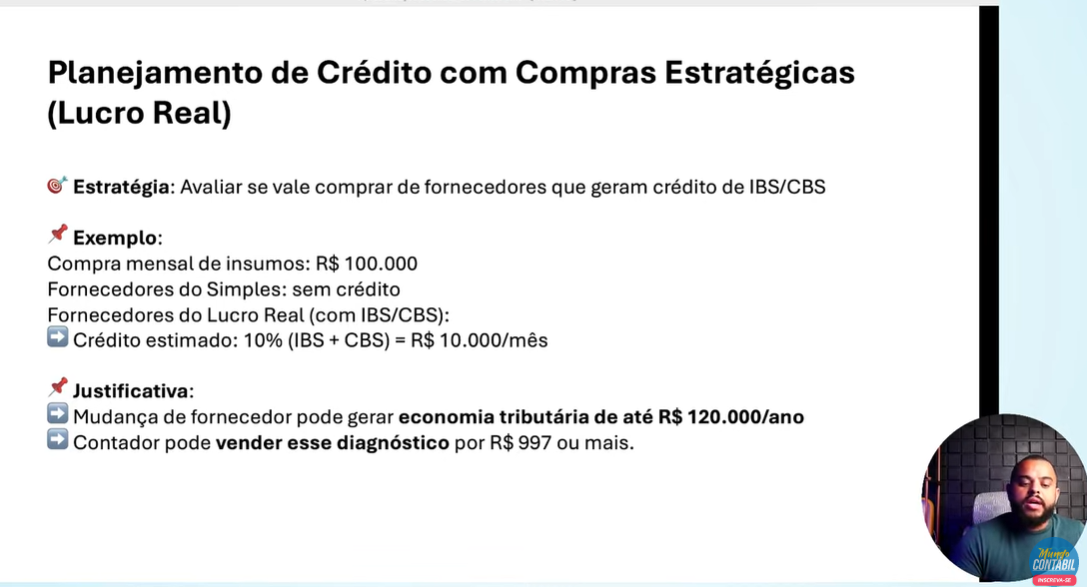 Planejamento de Crédito com Compras Estratégicas
(Lucro Real)
🎯 Estratégia: Avaliar se vale comprar de fornecedores que geram crédito de IBS/CBS
📌 Exemplo:
Compra mensal de insumos: R$ 100.000
Fornecedores do Simples: sem crédito
Fornecedores do Lucro Real (com IBS/CBS):
➡️ Crédito estimado: 10% (IBS + CBS) = R$ 10.000/mês
📌 Justificativa:
➡️ Mudança de fornecedor pode gerar economia tributária de até R$ 120.000/ano
➡️ Contador pode vender esse diagnóstico por R$ 997 ou mais.
Mundo
CONTÁBIL
INSCREVA-SE